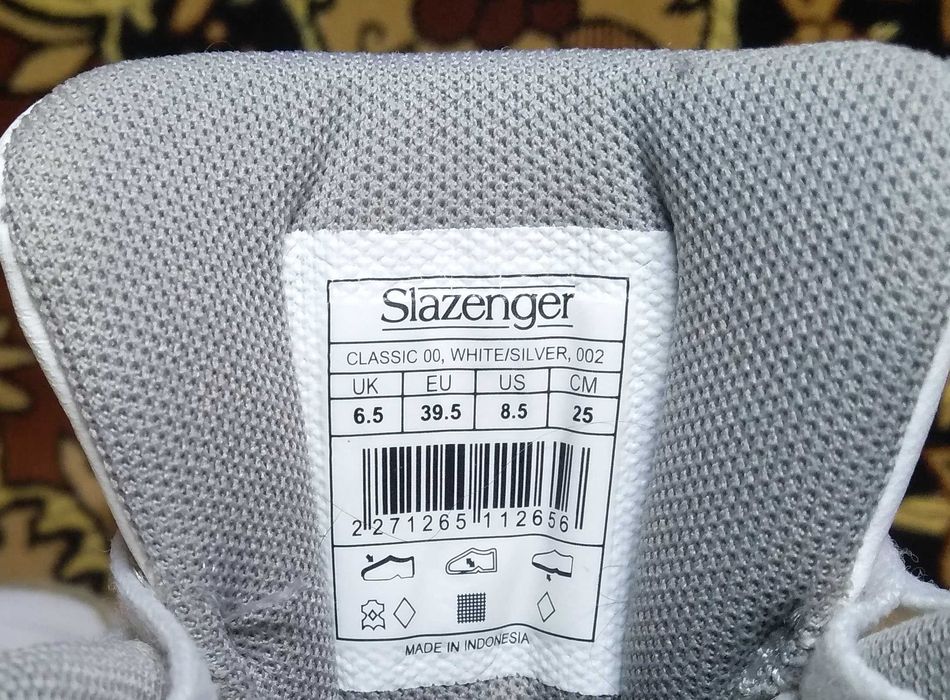 Slazenger
CLASSIC 00, WHITE/SILVER, 002
UK EU US CM
6.5 39.5 8.5 25
2 271265 112656
MADE IN INDONESIA